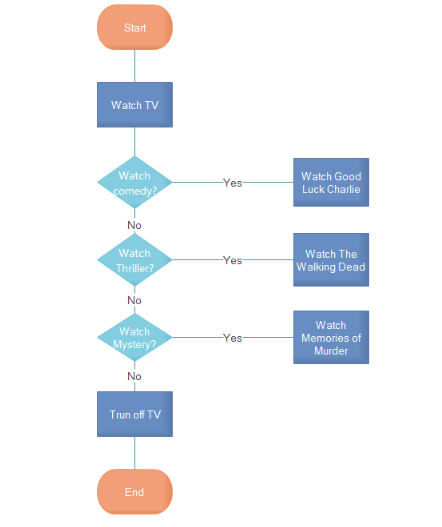 Start
Watch TV
Watch
comedy?
Yes
Watch Good
Luck Charlie
No
Watch
Thriller?
Yes
Watch The
Walking Dead
No
Watch
Mystery?
Yes
Watch
Memories of
Murder
No
Trun off TV
End